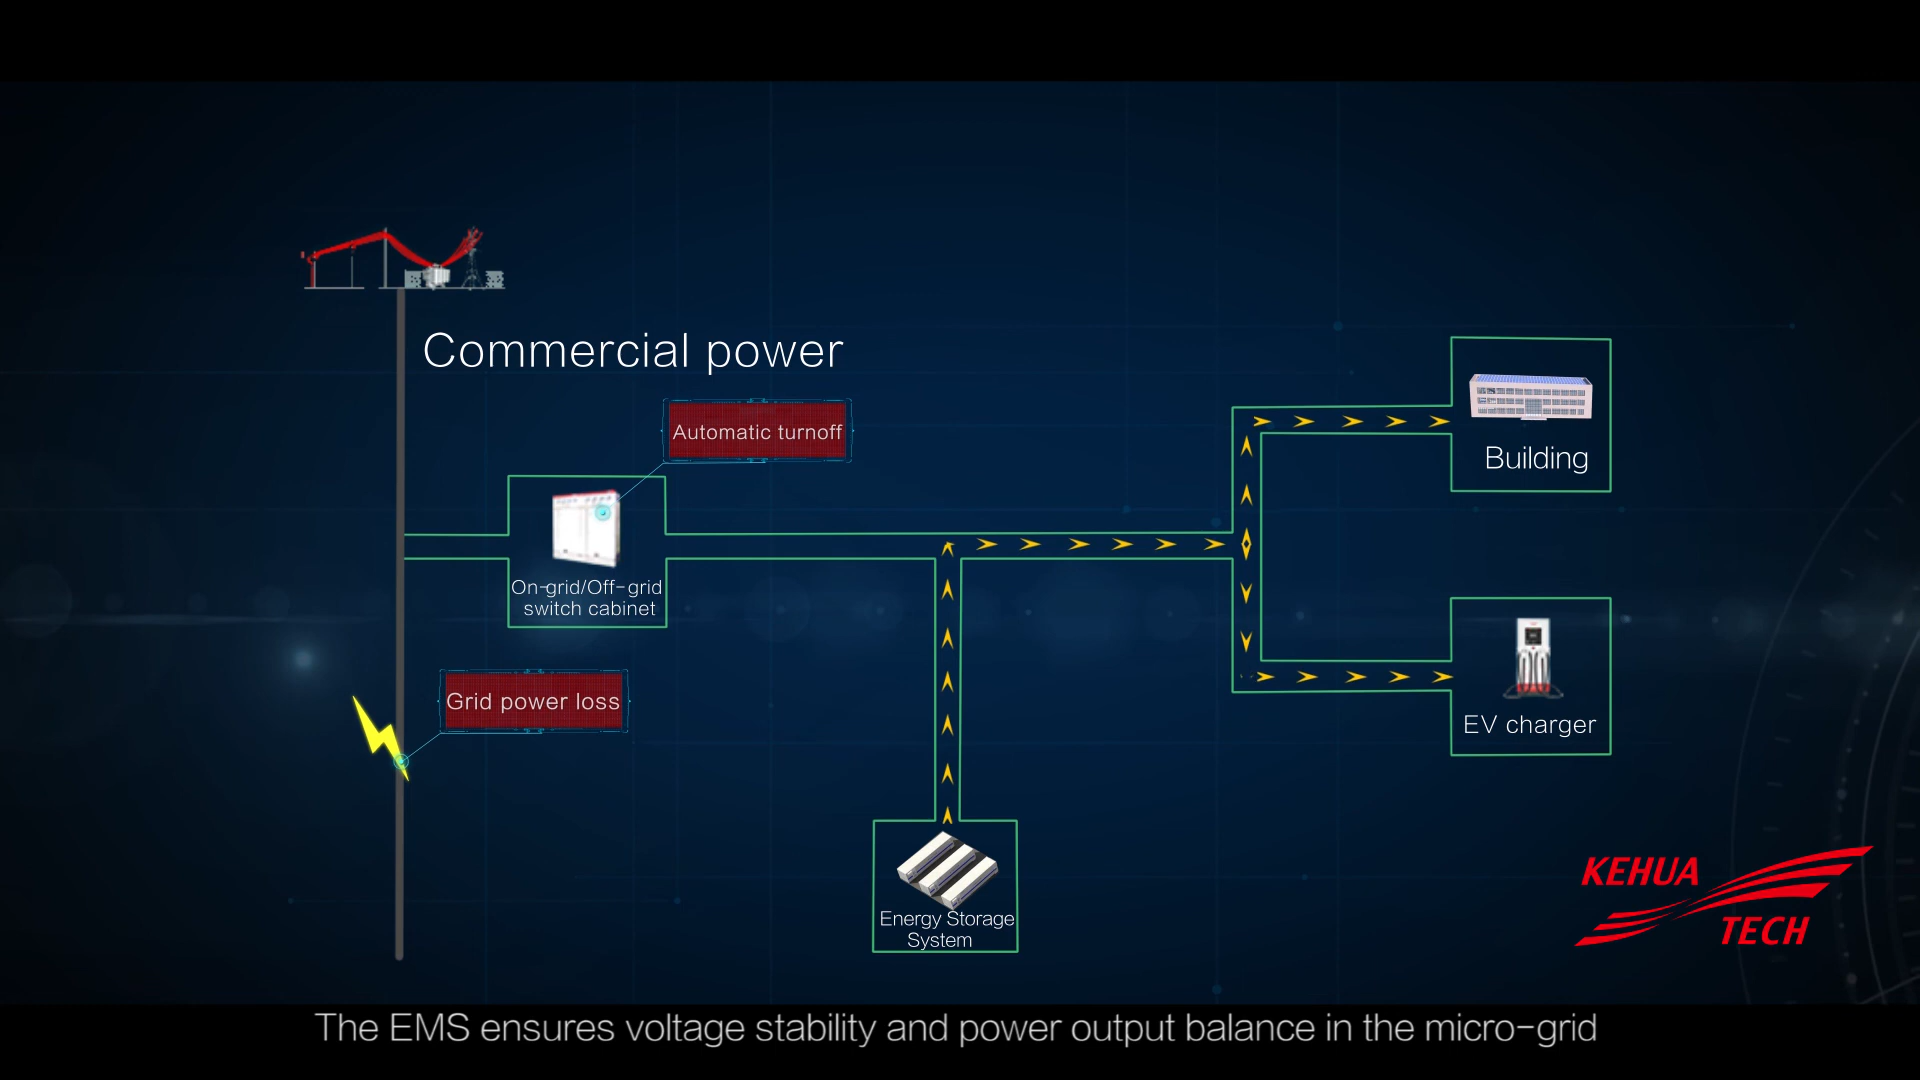 Commercial power
Automatic turnoff
Building
On-grid/Off-grid
switch cabinet
Grid power loss
EV charger
Energy Storage
System
KEHUA
TECH
The EMS ensures voltage stability and power output balance in the micro-grid